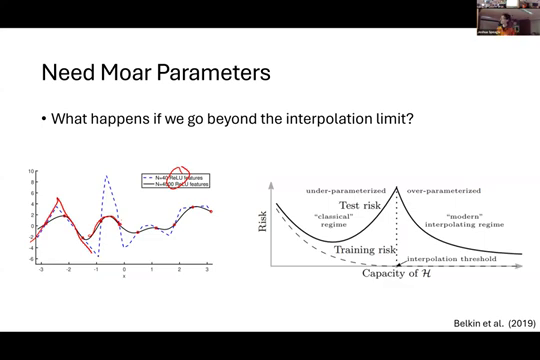 Need Moar Parameters
• What happens if we go beyond the interpolation limit?
10
8
6
4
2
0
-2
-4
-6
N=40 ReLU features
N=4000 ReLU features
-3
-2
-1
0
1
2
3
x
under-parameterized
over-parameterized
Test risk
"classical"
regime
"modern"
interpolating regime
Risk
Training risk
interpolation threshold
Capacity of H
Belkin et al. (2019)